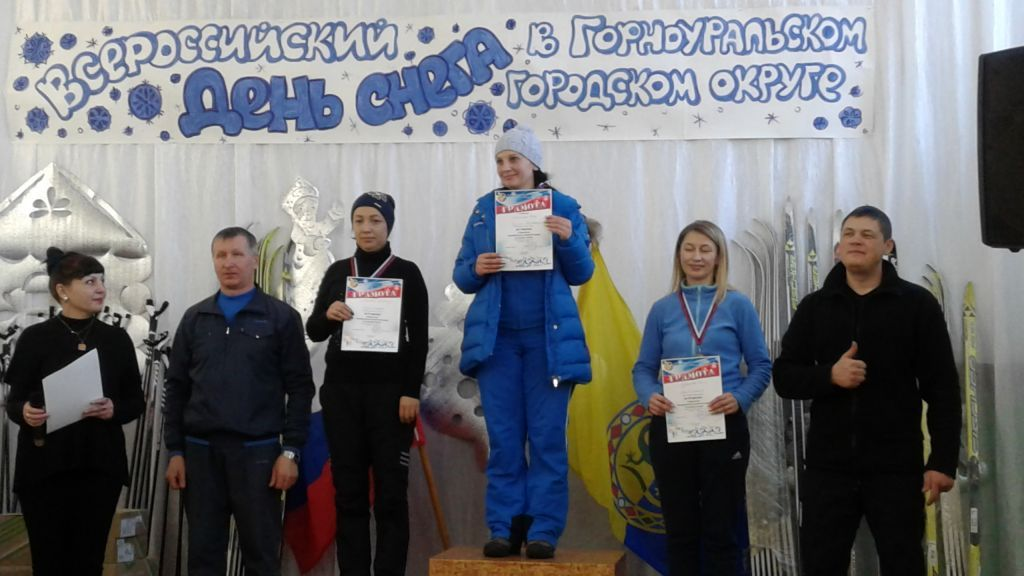 Всероссийский
День снега
в Горноуральском
городском округе
ГРАМОТА
ГРАМОТА
ГРАМОТА